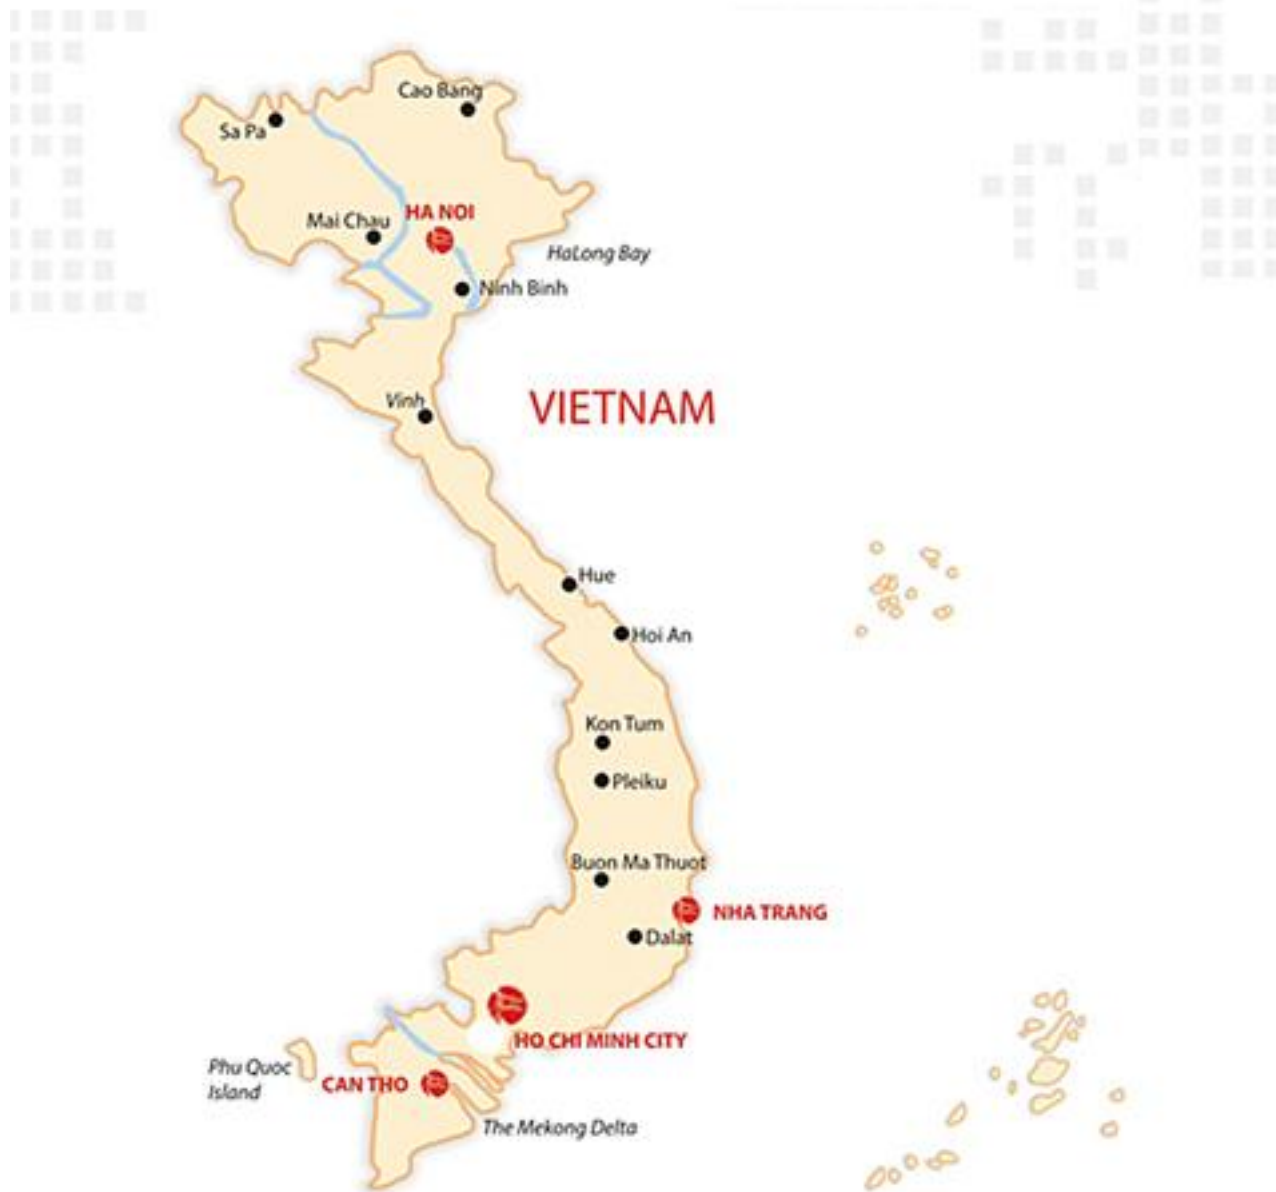 Cao Bang
Sa Pa
Mai Chau
HA NOI
HaLong Bay
Ninh Binh
Vinh
VIETNAM
Hue
Hoi An
Kon Tum
Pleiku
Buon Ma Thuot
NHA TRANG
Dalat
HO CHI MINH CITY
Phu Quoc
Island
CAN THO
The Mekong Delta